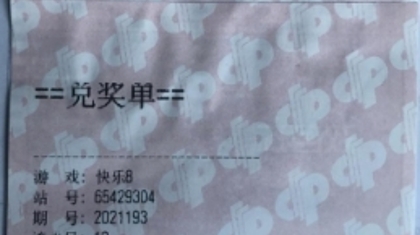 ==兑奖单==
游 戏：快乐8
站 号：65429304
期 号：2021193